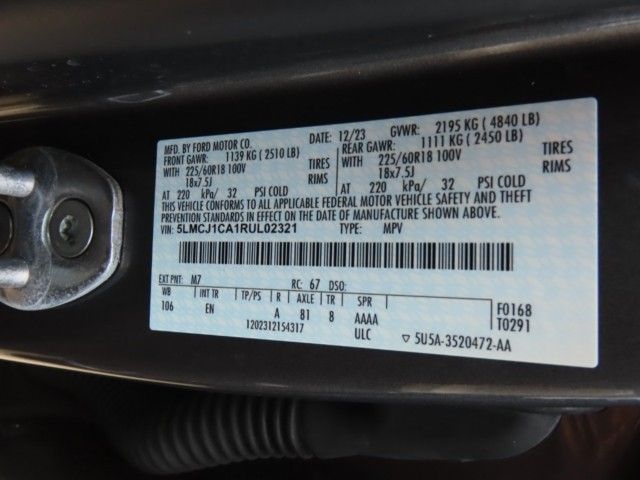 MFD. BY FORD MOTOR CO. DATE: 12/23 GVWR: 2195 KG ( 4840 LB)
FRONT GAWR: 1139 KG ( 2510 LB) REAR GAWR: 1111 KG ( 2450 LB)
WITH 225/60R18 100V TIRES WITH 225/60R18 100V TIRES
18x7.5J RIMS 18x7.5J RIMS
AT 220 kPa/ 32 PSI COLD AT 220 kPa/ 32 PSI COLD
THIS VEHICLE CONFORMS TO ALL APPLICABLE FEDERAL MOTOR VEHICLE SAFETY AND THEFT
PREVENTION STANDARDS IN EFFECT ON THE DATE OF MANUFACTURE SHOWN ABOVE.
VIN: 5LMCJ1CA1RUL02321 TYPE: MPV
EXT PNT: M7 RC: 67 DSO:
WB INT TR TP/PS R AXLE TR SPR
106 EN A 81 8 AAAA F0168
1202312154317 ULC T0291
5U5A-3520472-AA